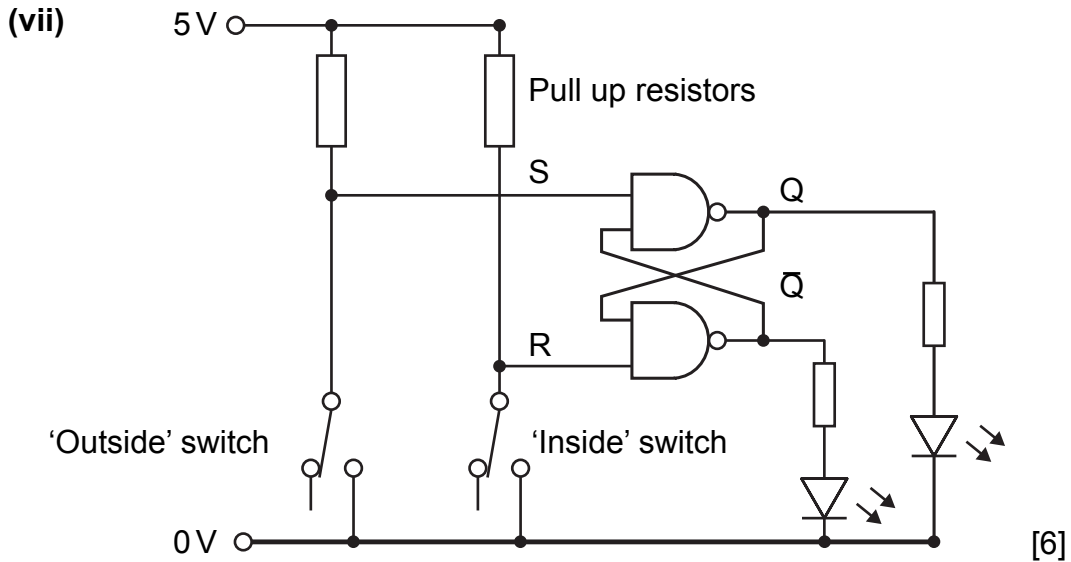 (vii)
5 V
Pull up resistors
S
Q
Q̅
R
‘Outside’ switch
‘Inside’ switch
0 V
[6]